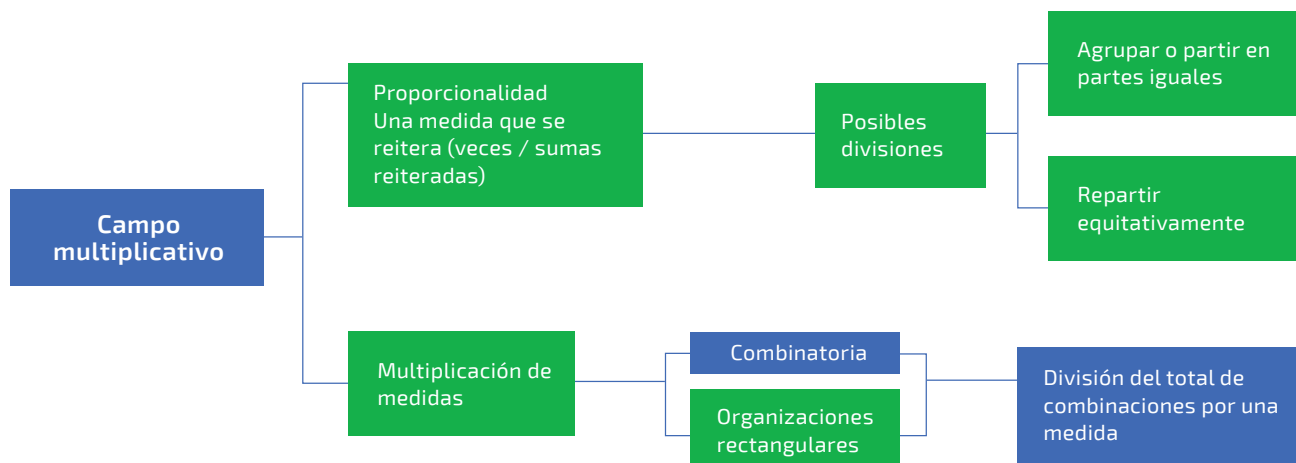 Campo
multiplicativo
Proporcionalidad
Una medida que se
reitera (veces / sumas
reiteradas)
Posibles
divisiones
Agrupar o partir en
partes iguales
Repartir
equitativamente
Multiplicación de
medidas
Combinatoria
Organizaciones
rectangulares
División del total de
combinaciones por una
medida